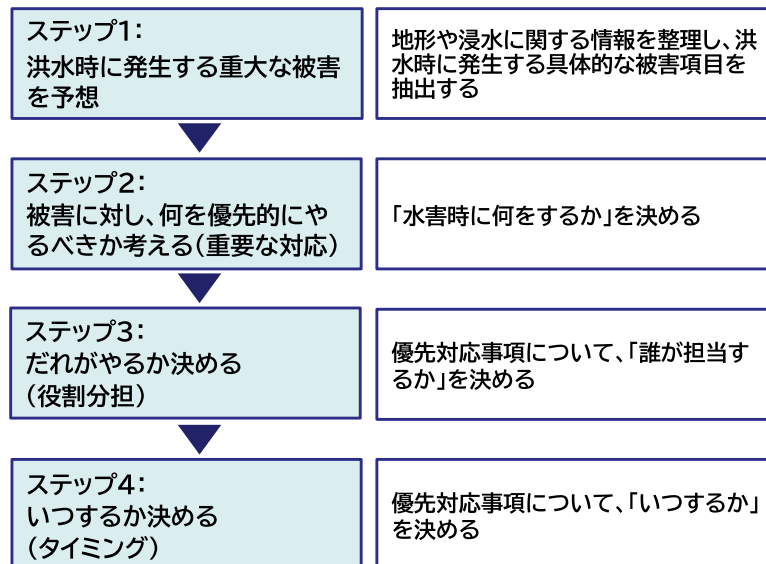 ステップ1：
洪水時に発生する重大な被害
を予想
地形や浸水に関する情報を整理し、洪
水時に発生する具体的な被害項目を
抽出する
ステップ2：
被害に対し、何を優先的にや
るべきか考える（重要な対応）
「水害時に何をするか」を決める
ステップ3：
だれがやるか決める
（役割分担）
優先対応事項について、「誰が担当す
るか」を決める
ステップ4：
いつするか決める
（タイミング）
優先対応事項について、「いつするか」
を決める